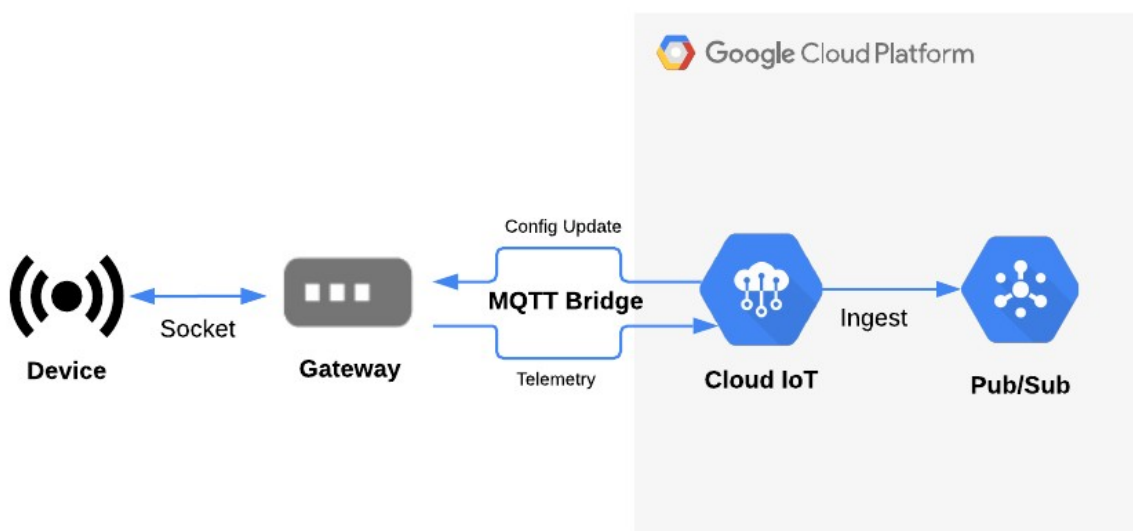 Google Cloud Platform
Config Update
MQTT Bridge
Socket
Ingest
Device
Gateway
Telemetry
Cloud IoT
Pub/Sub